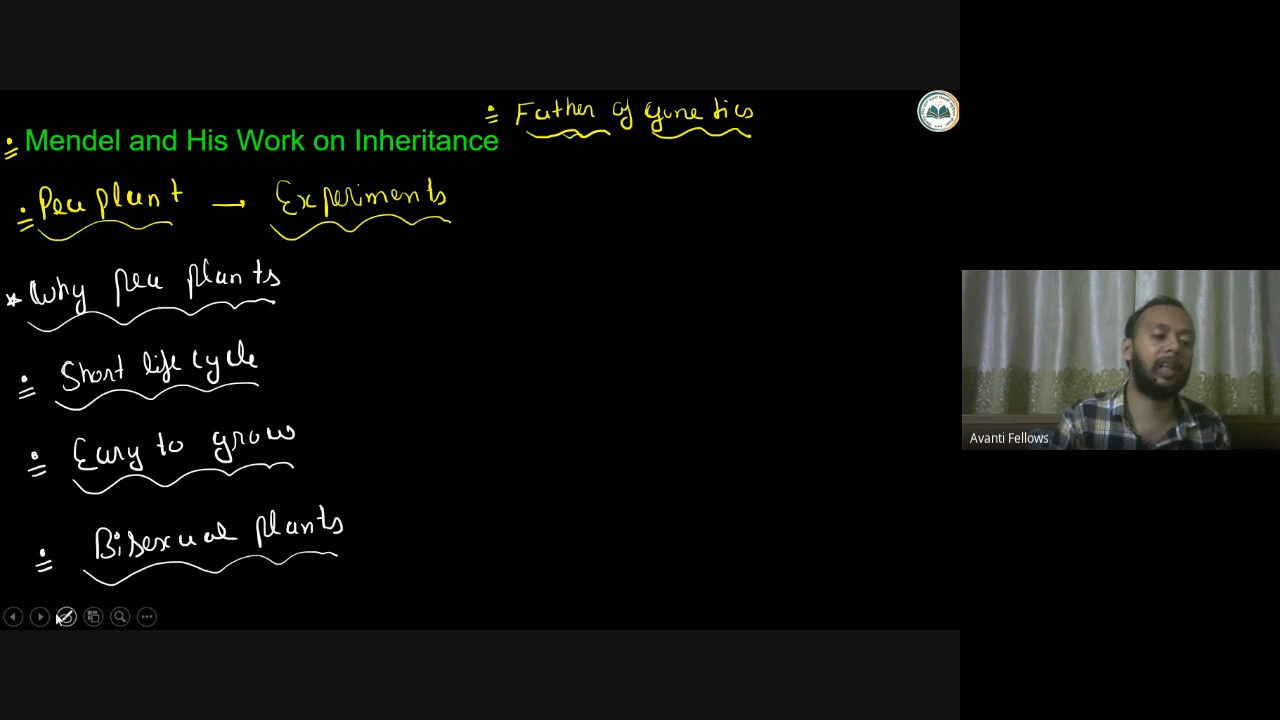 Father of Genetics
Mendel and His Work on Inheritance
Pea plant → Experiments
* Why pea plants
Short life cycle
Easy to grow
Bisexual plants
Avanti Fellows